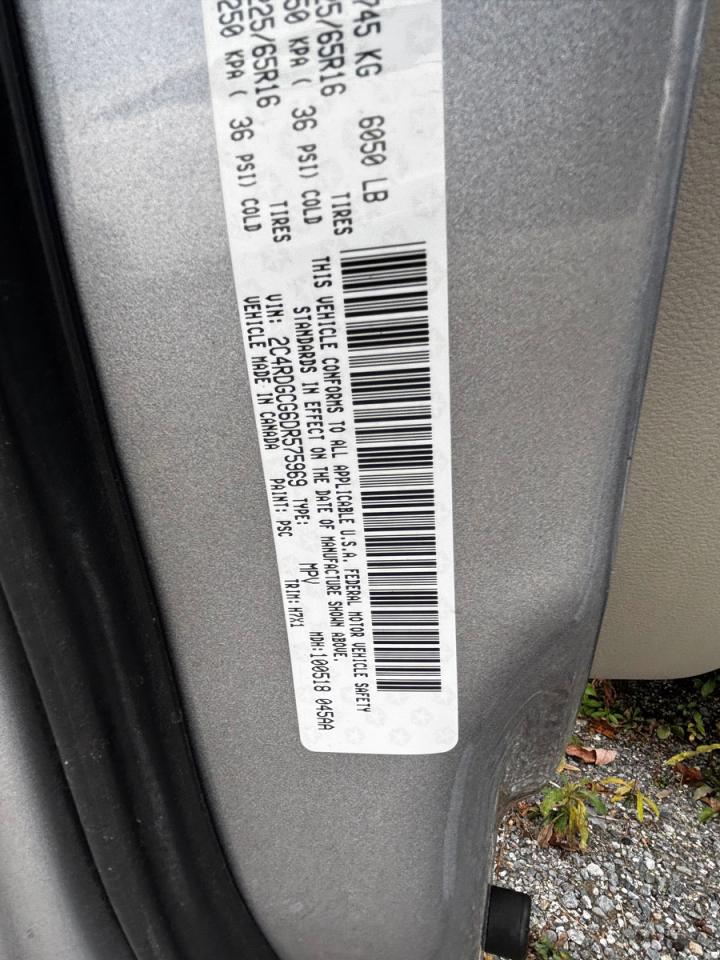 745 KG 6050 LB
25/65R16 TIRES
50 KPA ( 36 PSI) COLD
225/65R16 TIRES
250 KPA ( 36 PSI) COLD
THIS VEHICLE CONFORMS TO ALL APPLICABLE U.S.A. FEDERAL MOTOR VEHICLE SAFETY
STANDARDS IN EFFECT ON THE DATE OF MANUFACTURE SHOWN ABOVE.
VIN: 2C4RDGCG6DR575969 TYPE: MPV MDH:100518 045AA
VEHICLE MADE IN CANADA PAINT: PSC TRIM: H7X1